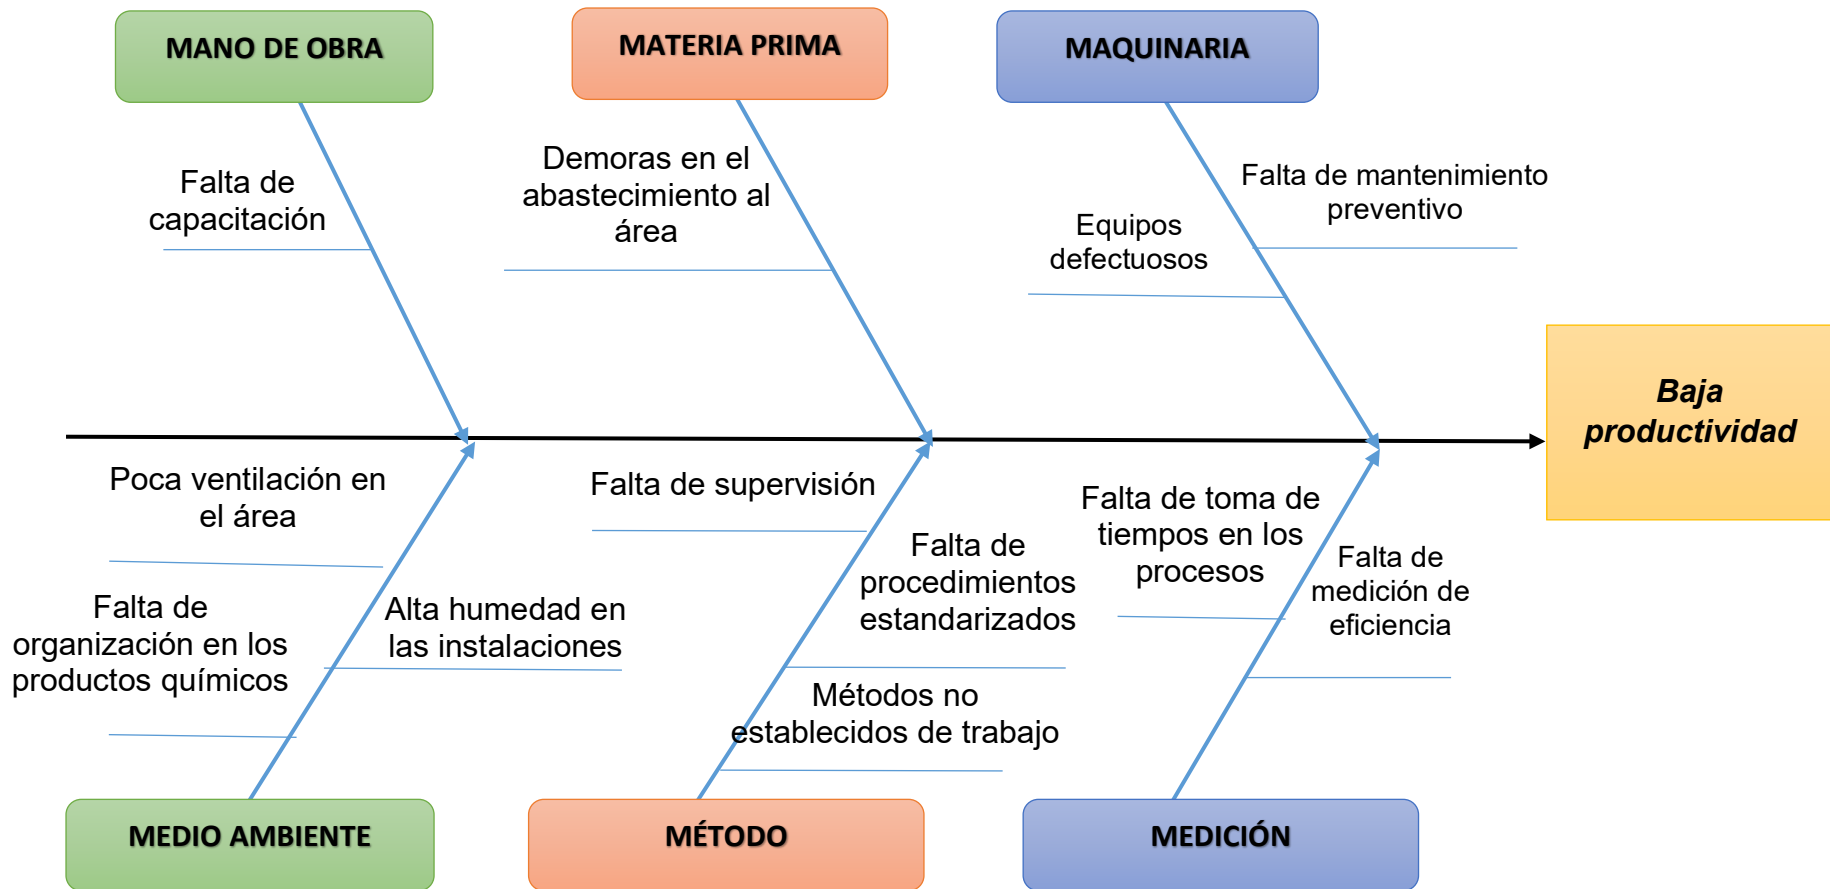 MANO DE OBRA
MATERIA PRIMA
MAQUINARIA
Falta de
capacitación
Demoras en el
abastecimiento al
área
Equipos
defectuosos
Falta de mantenimiento
preventivo
Baja
productividad
Poca ventilación en
el área
Falta de
organización en los
productos químicos
Alta humedad en
las instalaciones
Falta de supervisión
Falta de
procedimientos
estandarizados
Métodos no
establecidos de trabajo
Falta de toma de
tiempos en los
procesos
Falta de
medición de
eficiencia
MEDIO AMBIENTE
MÉTODO
MEDICIÓN